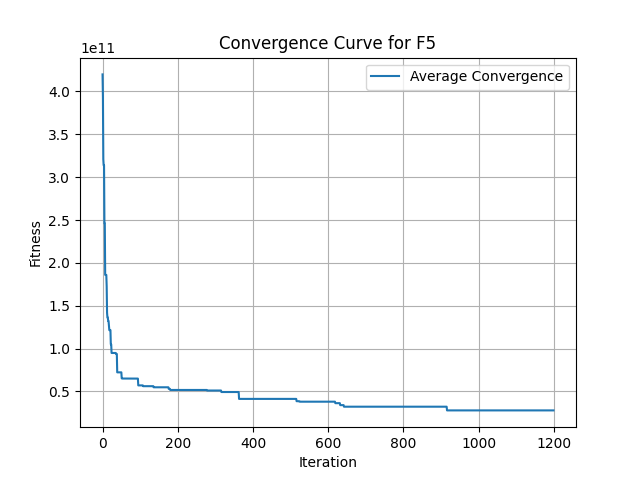 Convergence Curve for F5
1e11
Average Convergence
4.0
3.5
3.0
2.5
2.0
1.5
1.0
0.5
Fitness
0 200 400 600 800 1000 1200
Iteration